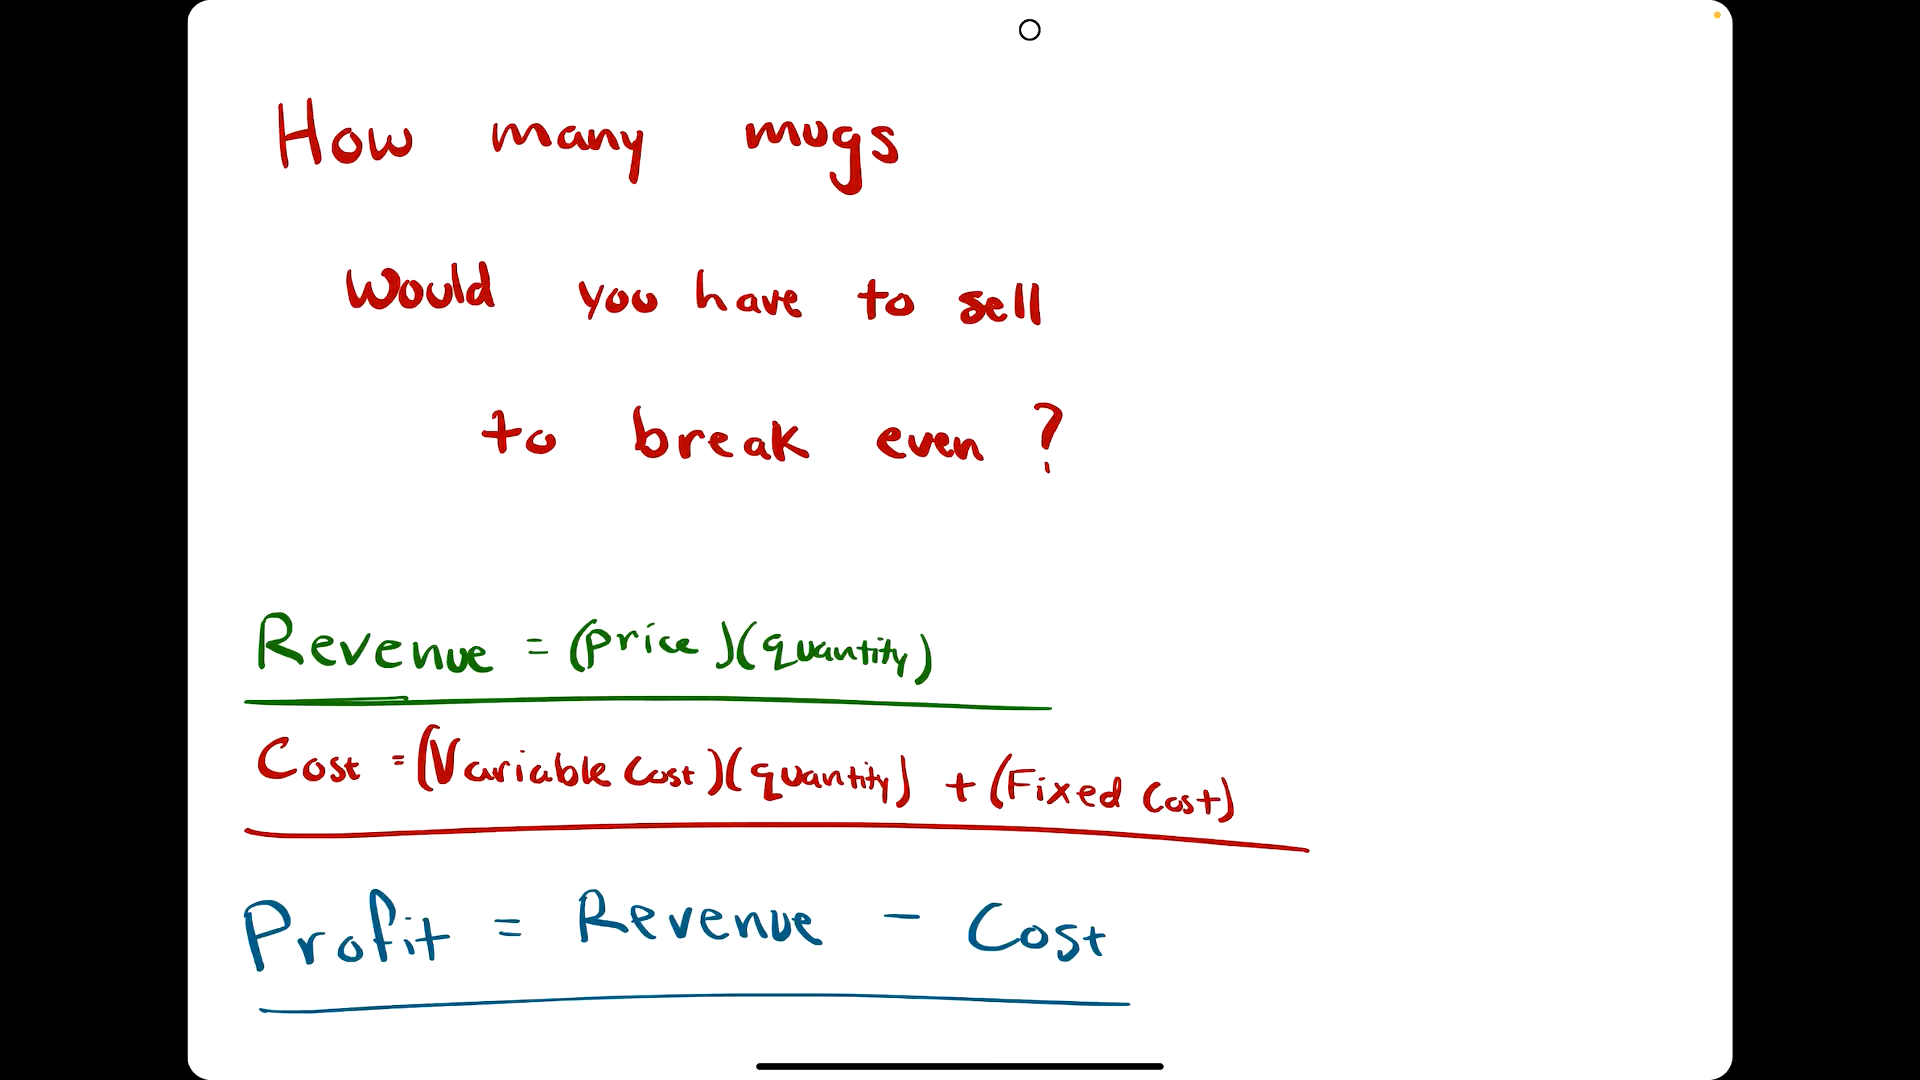 How many mugs
Would you have to sell
to break even ?
Revenue = (price)(quantity)
Cost = (Variable Cost)(quantity) + (Fixed Cost)
Profit = Revenue - Cost